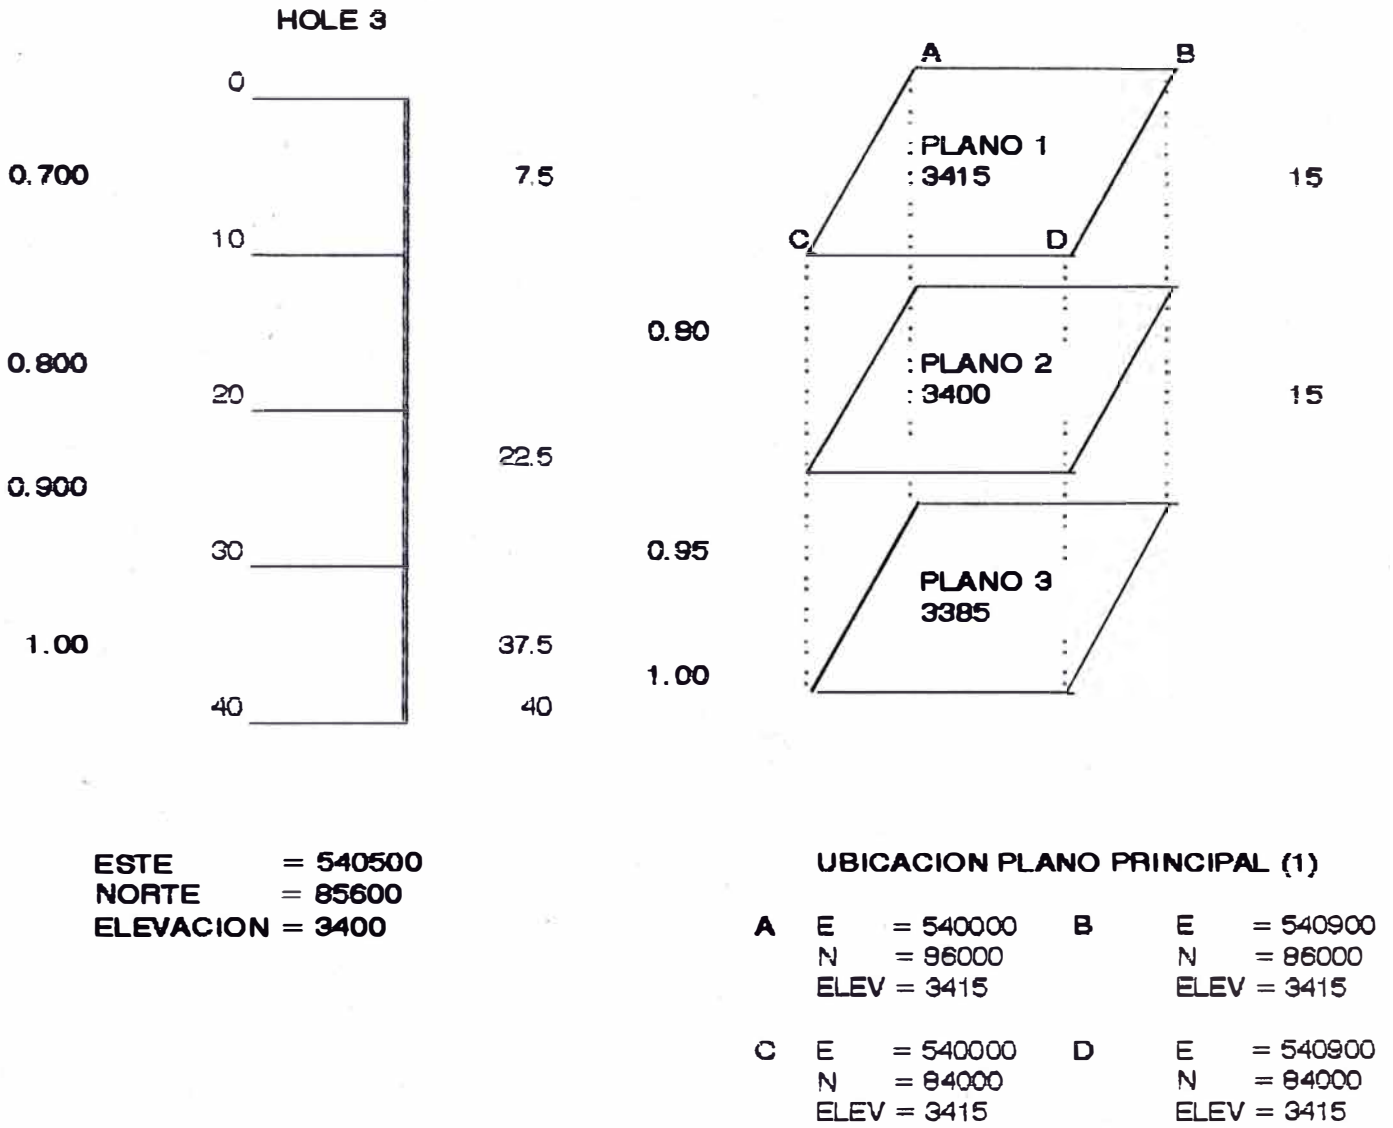 HOLE 3
A B
0
PLANO 1
0.700 7.5 3415 15
10 C D
0.80
0.800 PLANO 2
20 3400 15
22.5
0.900
30 0.95
PLANO 3
3385
1.00 37.5
1.00
40 40
ESTE = 540500
NORTE = 85600
ELEVACION = 3400
UBICACION PLANO PRINCIPAL (1)
A E = 540000 B E = 540900
N = 86000 N = 86000
ELEV = 3415 ELEV = 3415
C E = 540000 D E = 540900
N = 84000 N = 84000
ELEV = 3415 ELEV = 3415